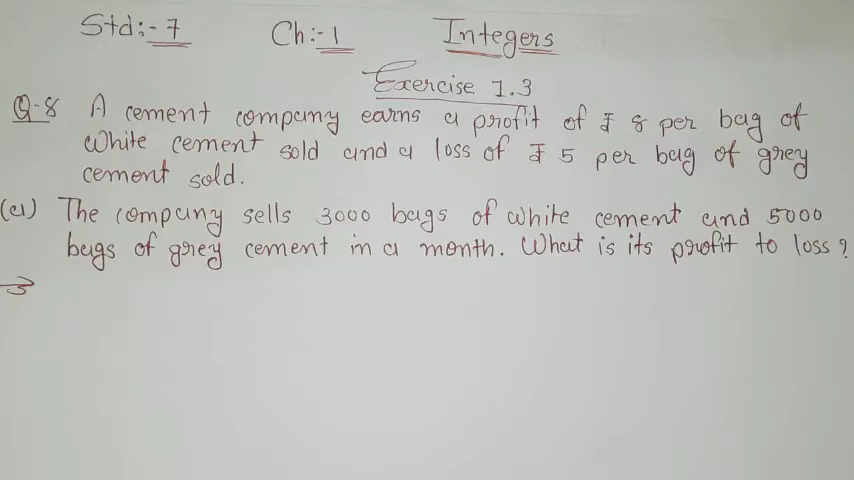 Std:- 7 Ch:- 1 Integers
Exercise 1.3
Q-8 A cement company earns a profit of ₹ 8 per bag of
White cement sold and a loss of ₹ 5 per bag of grey
cement sold.
(a) The company sells 3000 bags of white cement and 5000
bags of grey cement in a month. What is its profit to loss?
→